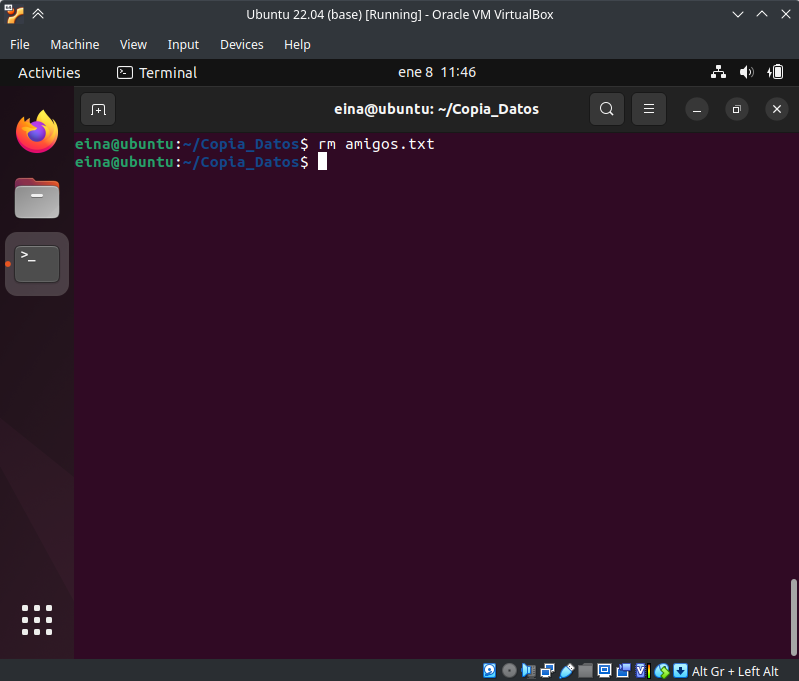 Ubuntu 22.04 (base) [Running] - Oracle VM VirtualBox
File Machine View Input Devices Help
Activities Terminal ene 8 11:46
eina@ubuntu: ~/Copia_Datos
eina@ubuntu:~/Copia_Datos$ rm amigos.txt
eina@ubuntu:~/Copia_Datos$
>_
Alt Gr + Left Alt